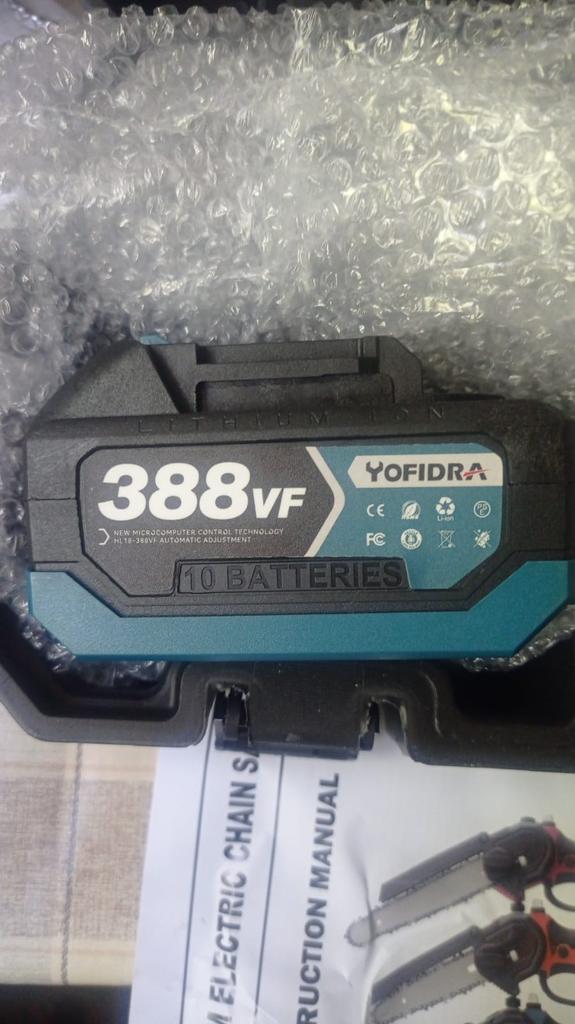 LITHIUM ION
388VF
NEW MICROCOMPUTER CONTROL TECHNOLOGY
HL18-388VF AUTOMATIC ADJUSTMENT
YOFIDRA
CE
Li-ion
FC
10 BATTERIES
M ELECTRIC CHAIN SA
RUCTION MANUAL